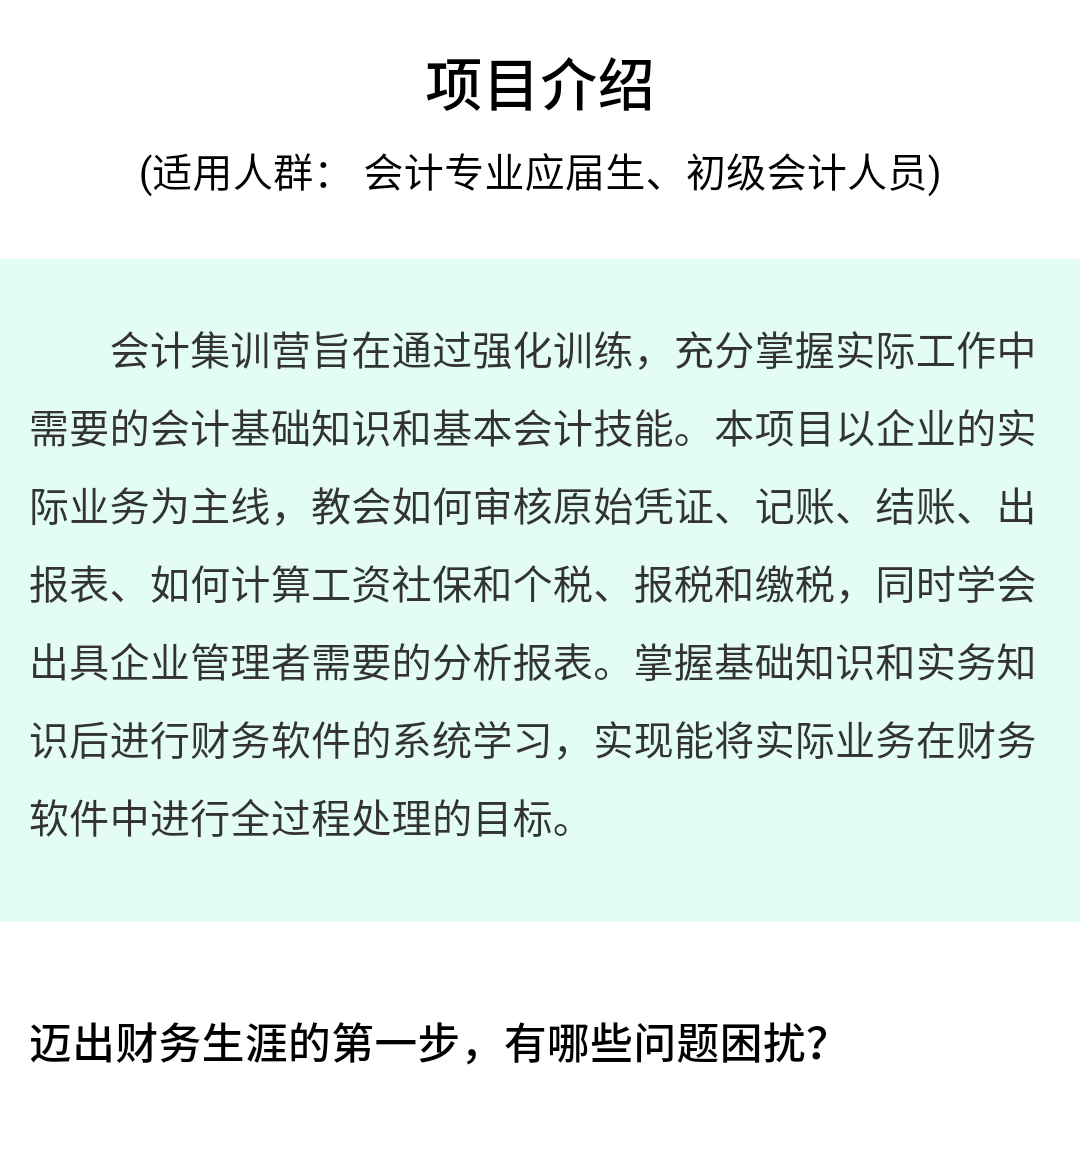 项目介绍
(适用人群： 会计专业应届生、初级会计人员)
会计集训营旨在通过强化训练，充分掌握实际工作中
需要的会计基础知识和基本会计技能。本项目以企业的实
际业务为主线，教会如何审核原始凭证、记账、结账、出
报表、如何计算工资社保和个税、报税和缴税，同时学会
出具企业管理者需要的分析报表。掌握基础知识和实务知
识后进行财务软件的系统学习，实现能将实际业务在财务
软件中进行全过程处理的目标。
迈出财务生涯的第一步，有哪些问题困扰？